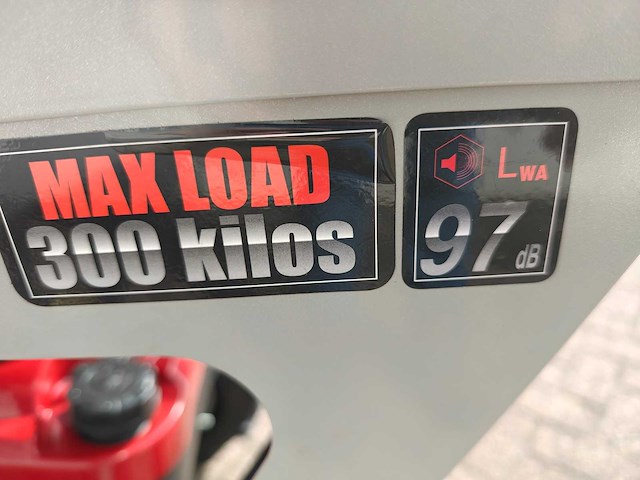 MAX LOAD
300 kilos
LWA
97 dB